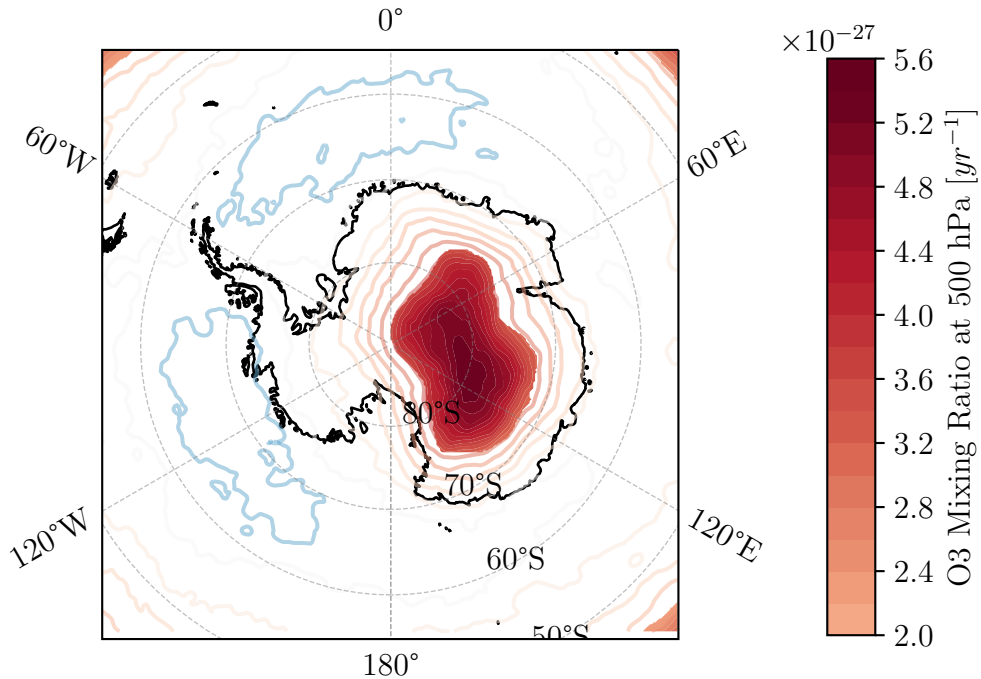 0°
×10⁻²⁷
60°W
60°E
80°S
70°S
120°W
120°E
60°S
50°S
180°
5.6
5.2
4.8
4.4
4.0
3.6
3.2
2.8
2.4
2.0
O3 Mixing Ratio at 500 hPa [yr⁻¹]